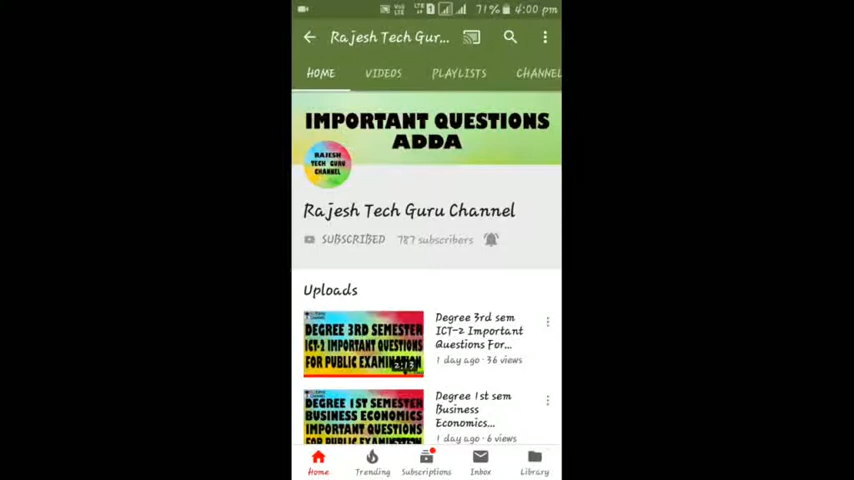 71% 4:00 pm
Rajesh Tech Gur...
HOME VIDEOS PLAYLISTS CHANNEL
IMPORTANT QUESTIONS
ADDA
RAJESH
TECH GURU
CHANNEL
Rajesh Tech Guru Channel
SUBSCRIBED 787 subscribers
Uploads
DEGREE 3RD SEMESTER
ICT-2 IMPORTANT QUESTIONS
FOR PUBLIC EXAMINATION
Degree 3rd sem
ICT-2 Important
Questions For...
1 day ago · 36 views
DEGREE 1ST SEMESTER
BUSINESS ECONOMICS
IMPORTANT QUESTIONS
FOR PUBLIC EXAMINATION
Degree 1st sem
Business
Economics...
1 day ago · 6 views
Home Trending Subscriptions Inbox Library